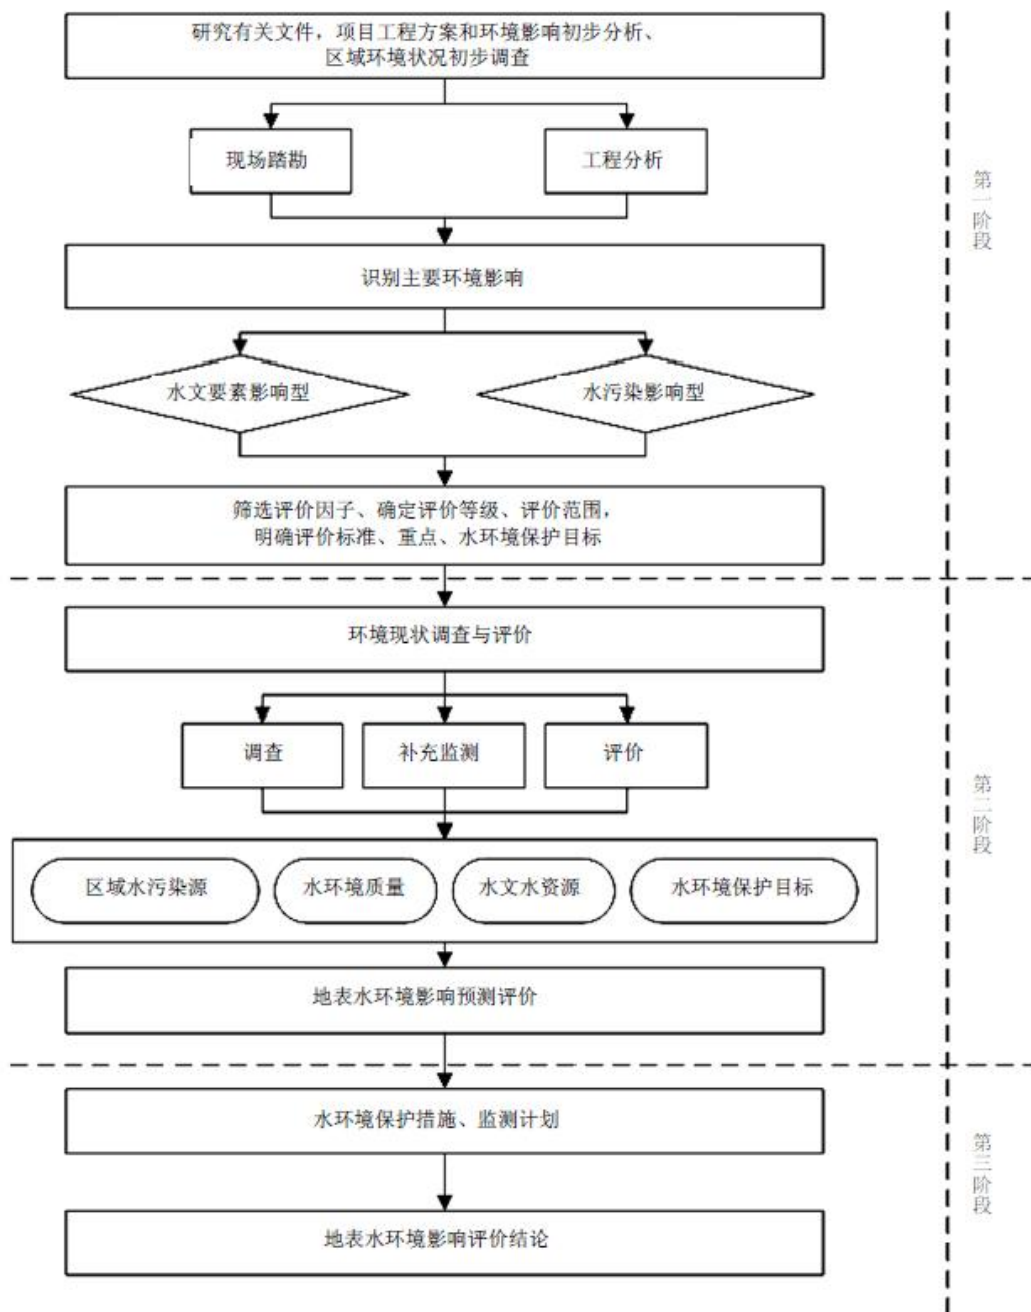 研究有关文件，项目工程方案和环境影响初步分析、
区域环境状况初步调查
现场踏勘
工程分析
第一阶段
识别主要环境影响
水文要素影响型
水污染影响型
筛选评价因子、确定评价等级、评价范围，
明确评价标准、重点、水环境保护目标
环境现状调查与评价
调查
补充监测
评价
第二阶段
区域水污染源
水环境质量
水文水资源
水环境保护目标
地表水环境影响预测评价
水环境保护措施、监测计划
第三阶段
地表水环境影响评价结论